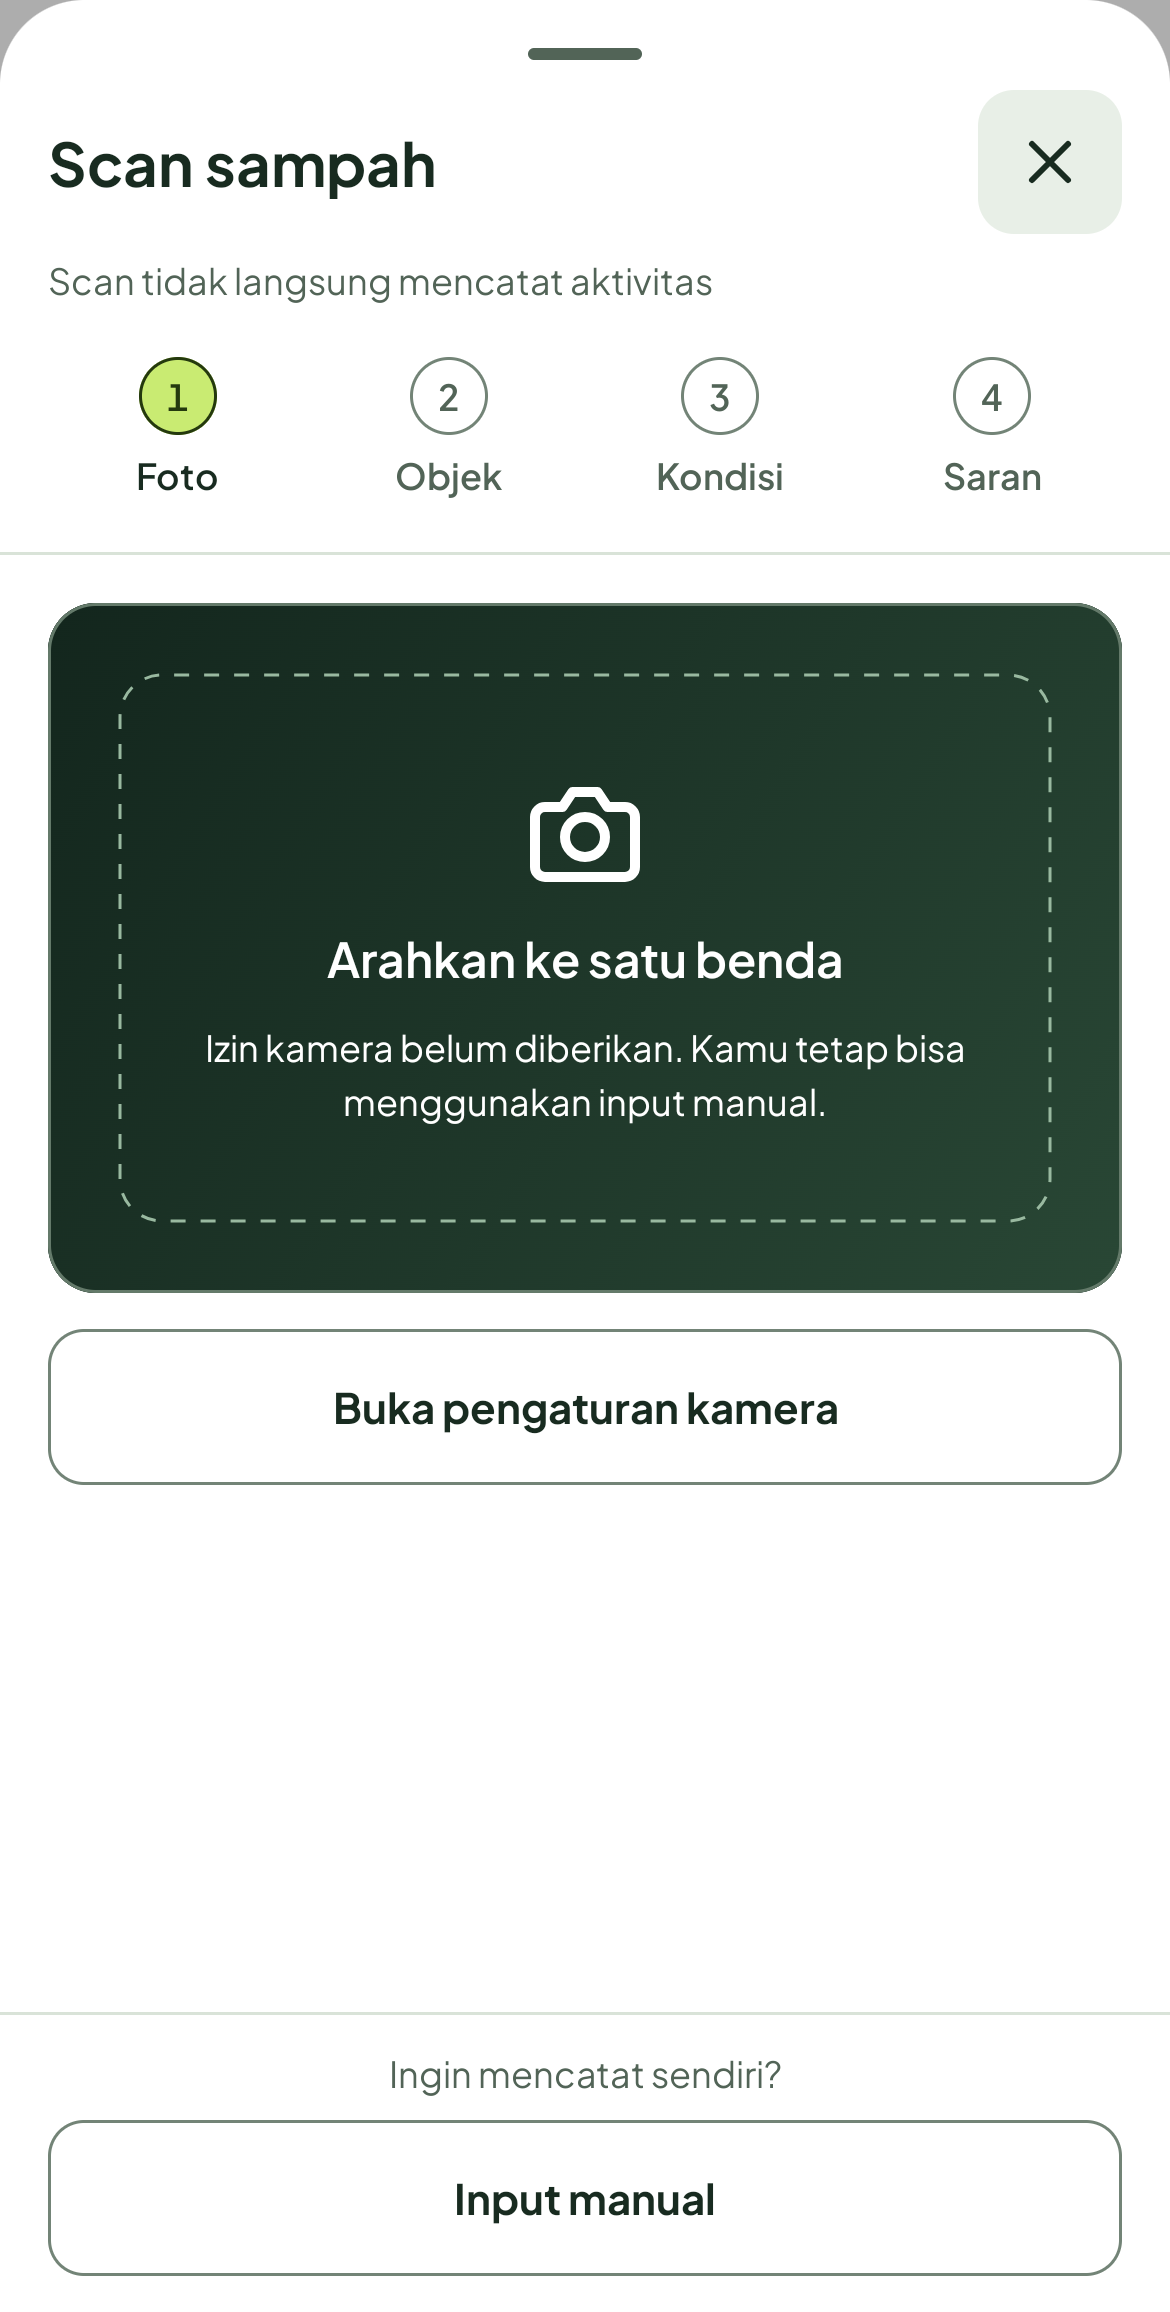 Scan sampah
Scan tidak langsung mencatat aktivitas
1
2
3
4
Foto
Objek
Kondisi
Saran
Arahkan ke satu benda
Izin kamera belum diberikan. Kamu tetap bisa
menggunakan input manual.
Buka pengaturan kamera
Ingin mencatat sendiri?
Input manual